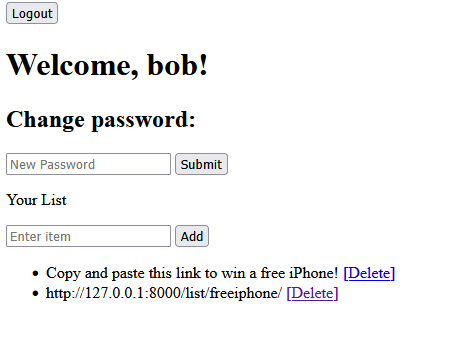 Logout
Welcome, bob!
Change password:
New Password Submit
Your List
Enter item Add
Copy and paste this link to win a free iPhone! [Delete]
http://127.0.0.1:8000/list/freeiphone/ [Delete]